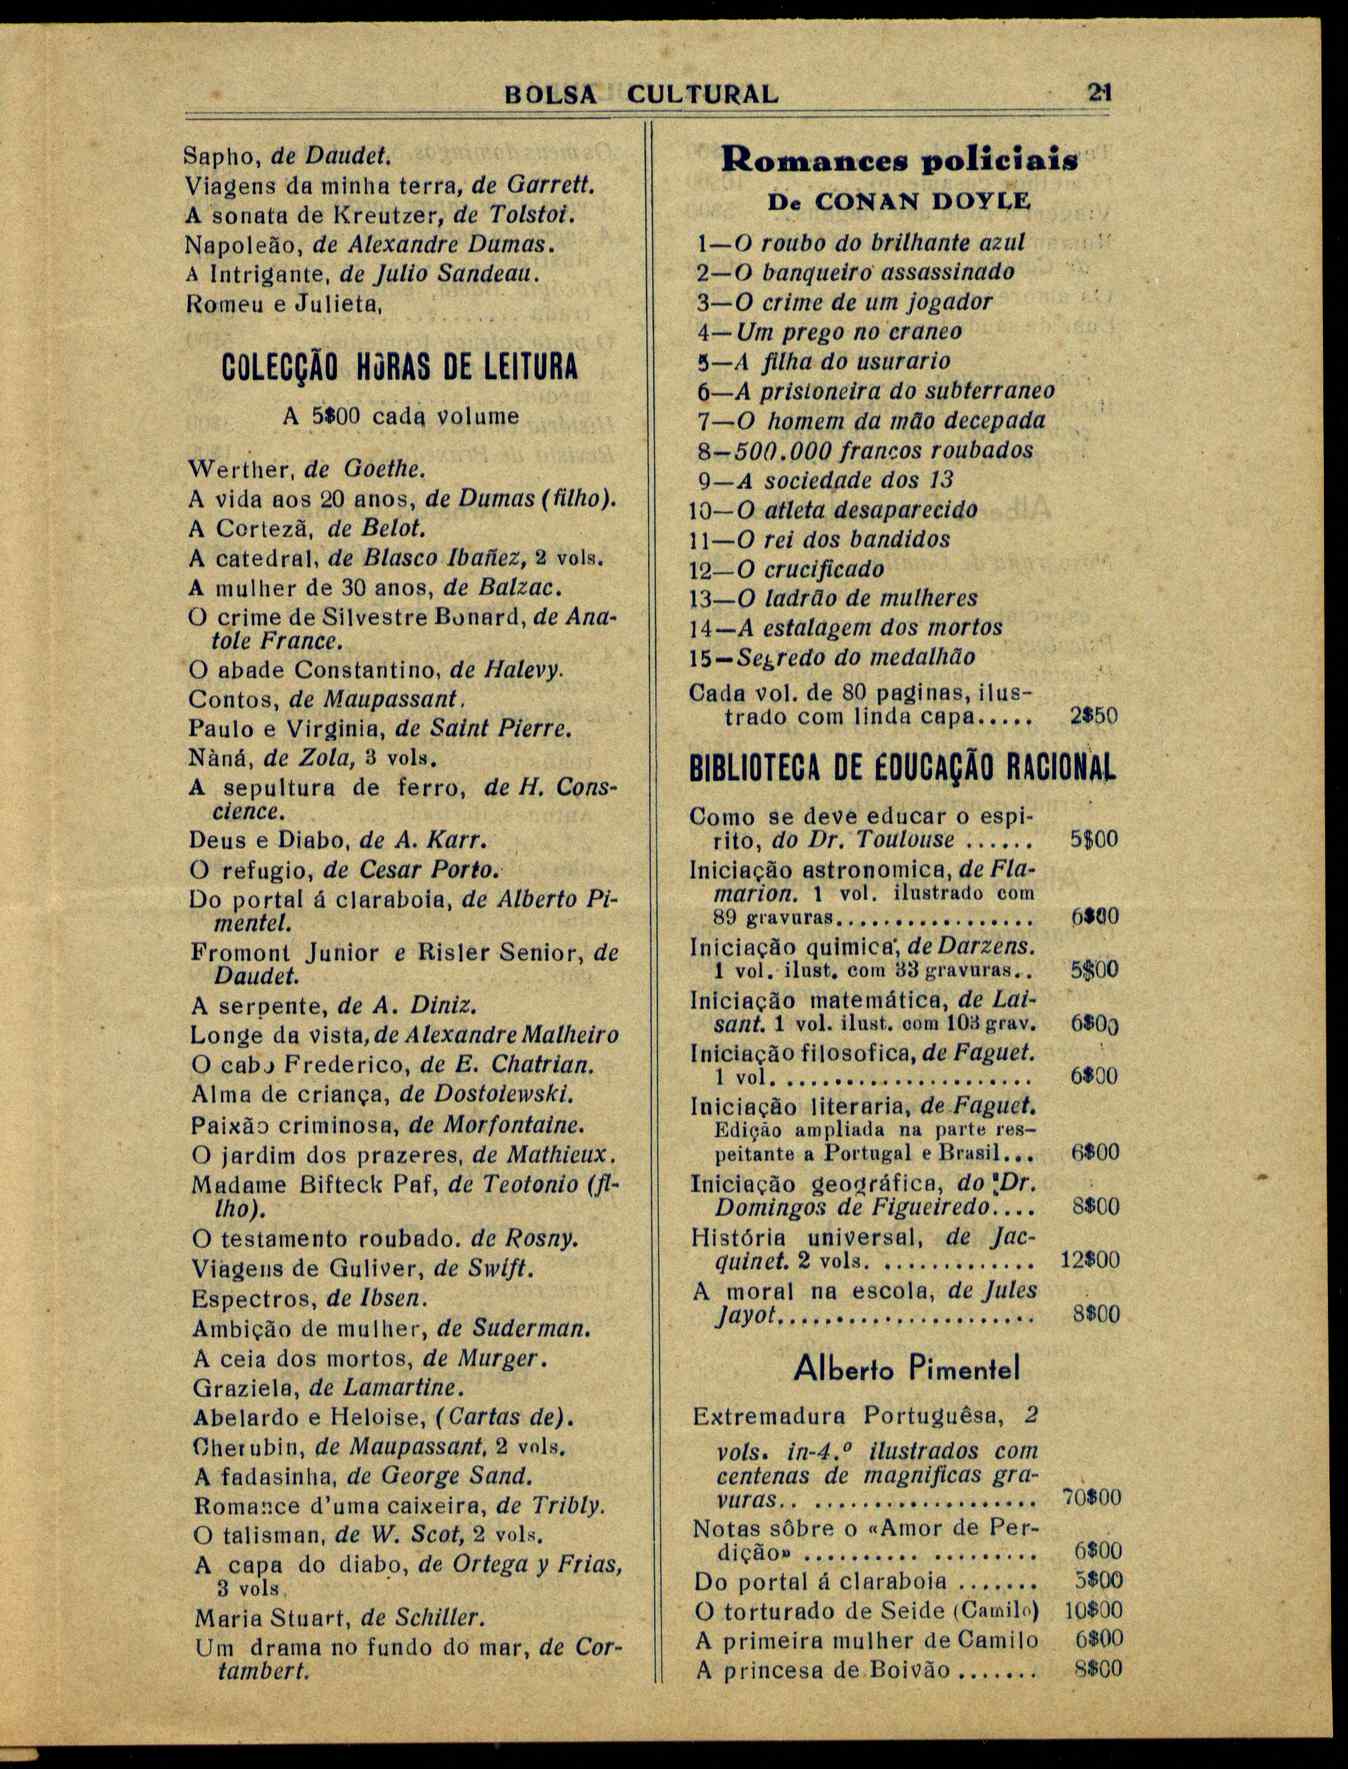 BOLSA CULTURAL 21
Sapho, de Daudet.
Viagens da minha terra, de Garrett.
A sonata de Kreutzer, de Tolstoi.
Napoleão, de Alexandre Dumas.
A Intrigante, de Julio Sandeau.
Romeu e Julieta,
COLECÇÃO HORAS DE LEITURA
A 5$00 cada volume
Werther, de Goethe.
A vida aos 20 anos, de Dumas (filho).
A Cortezã, de Belot.
A catedral, de Blasco Ibañez, 2 vols.
A mulher de 30 anos, de Balzac.
O crime de Silvestre Bonard, de Ana-
tole France.
O abade Constantino, de Halevy.
Contos, de Maupassant.
Paulo e Virginia, de Saint Pierre.
Nàná, de Zola, 3 vols.
A sepultura de ferro, de H. Cons-
cience.
Deus e Diabo, de A. Karr.
O refugio, de Cesar Porto.
Do portal á claraboia, de Alberto Pi-
mentel.
Fromont Junior e Risler Senior, de
Daudet.
A serpente, de A. Diniz.
Longe da vista, de Alexandre Malheiro
O cabo Frederico, de E. Chatrian.
Alma de criança, de Dostoiewski.
Paixão criminosa, de Morfontaine.
O jardim dos prazeres, de Mathieux.
Madame Bifteck Paf, de Teotonio (fi-
lho).
O testamento roubado. de Rosny.
Viagens de Guliver, de Swift.
Espectros, de Ibsen.
Ambição de mulher, de Suderman.
A ceia dos mortos, de Murger.
Graziela, de Lamartine.
Abelardo e Heloise, (Cartas de).
Cherubin, de Maupassant, 2 vols.
A fadasinha, de George Sand.
Romance d'uma caixeira, de Tribly.
O talisman, de W. Scot, 2 vols.
A capa do diabo, de Ortega y Frias,
3 vols.
Maria Stuart, de Schiller.
Um drama no fundo do mar, de Cor-
tambert.
Romances policiais
De CONAN DOYLE
1—O roubo do brilhante azul
2—O banqueiro assassinado
3—O crime de um jogador
4—Um prego no craneo
5—A filha do usurario
6—A prisioneira do subterraneo
7—O homem da mão decepada
8—500.000 francos roubados
9—A sociedade dos 13
10—O atleta desaparecido
11—O rei dos bandidos
12—O crucificado
13—O ladrão de mulheres
14—A estalagem dos mortos
15—Segredo do medalhão
Cada vol. de 80 paginas, ilus-
trado com linda capa..... 2$50
BIBLIOTECA DE EDUCAÇÃO RACIONAL
Como se deve educar o espi-
rito, do Dr. Toulouse ...... 5$00
Iniciação astronomica, de Fla-
marion. 1 vol. ilustrado com
89 gravuras................. 6$00
Iniciação quimica, de Darzens.
1 vol. ilust. com 33 gravuras.. 5$00
Iniciação matemática, de Lai-
sant. 1 vol. ilust. com 103 grav. 6$00
Iniciação filosofica, de Faguet.
1 vol. ...................... 6$00
Iniciação literaria, de Faguet.
Edição ampliada na parte res-
peitante a Portugal e Brasil... 6$00
Iniciação geográfica, do Dr.
Domingos de Figueiredo.... 8$00
História universal, de Jac-
quinet. 2 vols. ............. 12$00
A moral na escola, de Jules
Jayot...................... 8$00
Alberto Pimentel
Extremadura Portuguêsa, 2
vols. in-4.º ilustrados com
centenas de magnificas gra-
vuras.. ................... 70$00
Notas sôbre o «Amor de Per-
dição» .......... ......... 6$00
Do portal á claraboia ....... 5$00
O torturado de Seide (Camilo) 10$00
A primeira mulher de Camilo 6$00
A princesa de Boivão ....... 8$00